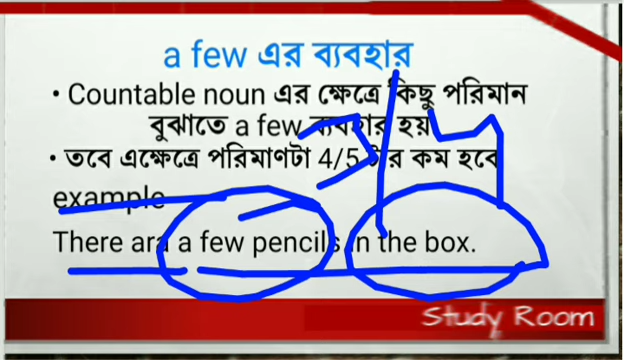 a few এর ব্যবহার
• Countable noun এর ক্ষেত্রে কিছু পরিমান
বুঝাতে a few ব্যবহার হয়
• তবে এক্ষেত্রে পরিমাণটা 4/5 টার কম হবে
example
There are a few pencils in the box.
Study Room